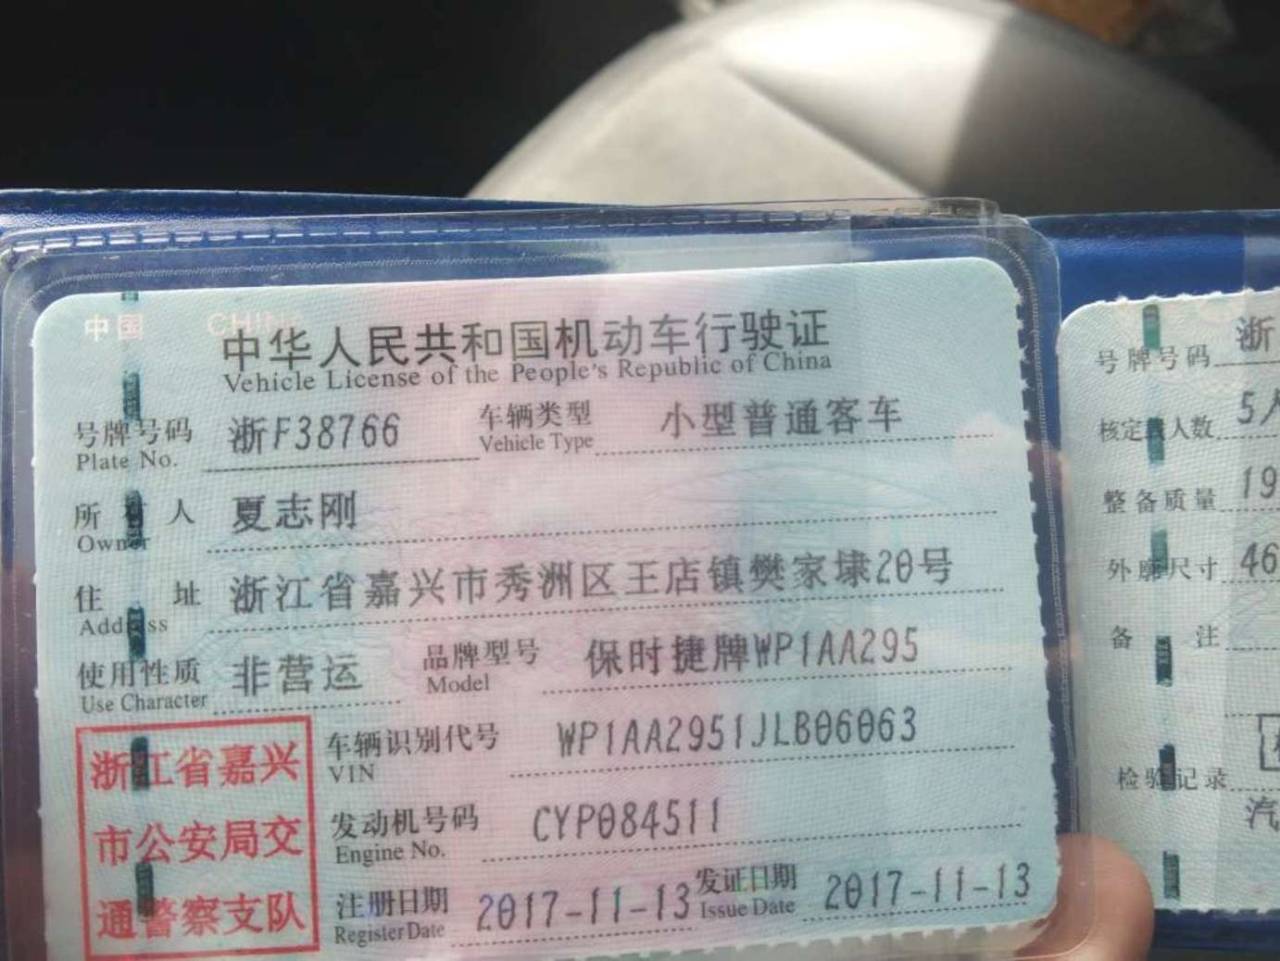 中国 CHINA
中华人民共和国机动车行驶证
Vehicle License of the People's Republic of China
号牌号码 浙F38766 车辆类型 小型普通客车
Plate No. Vehicle Type
所有人 夏志刚
Owner
住址 浙江省嘉兴市秀洲区王店镇樊家埭20号
Address
使用性质 非营运 品牌型号 保时捷牌WP1AA295
Use Character Model
车辆识别代号 WP1AA2951JLB06063
VIN
发动机号码 CYP084511
Engine No.
注册日期 2017-11-13 发证日期 2017-11-13
Register Date Issue Date
浙江省嘉兴
市公安局交
通警察支队
号牌号码 浙
核定载人数 5人
整备质量 19
外廓尺寸 46
备注
检验记录
汽